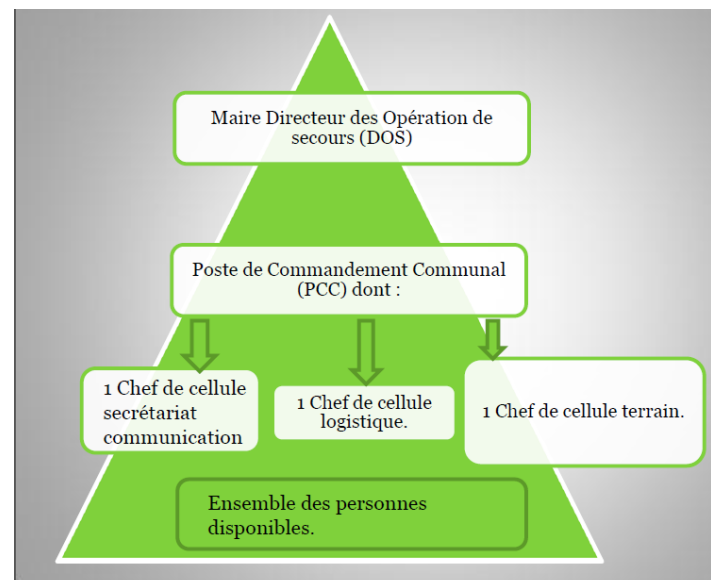 Maire Directeur des Opération de
secours (DOS)
Poste de Commandement Communal
(PCC) dont :
1 Chef de cellule
secrétariat
communication
1 Chef de cellule
logistique.
1 Chef de cellule terrain.
Ensemble des personnes
disponibles.